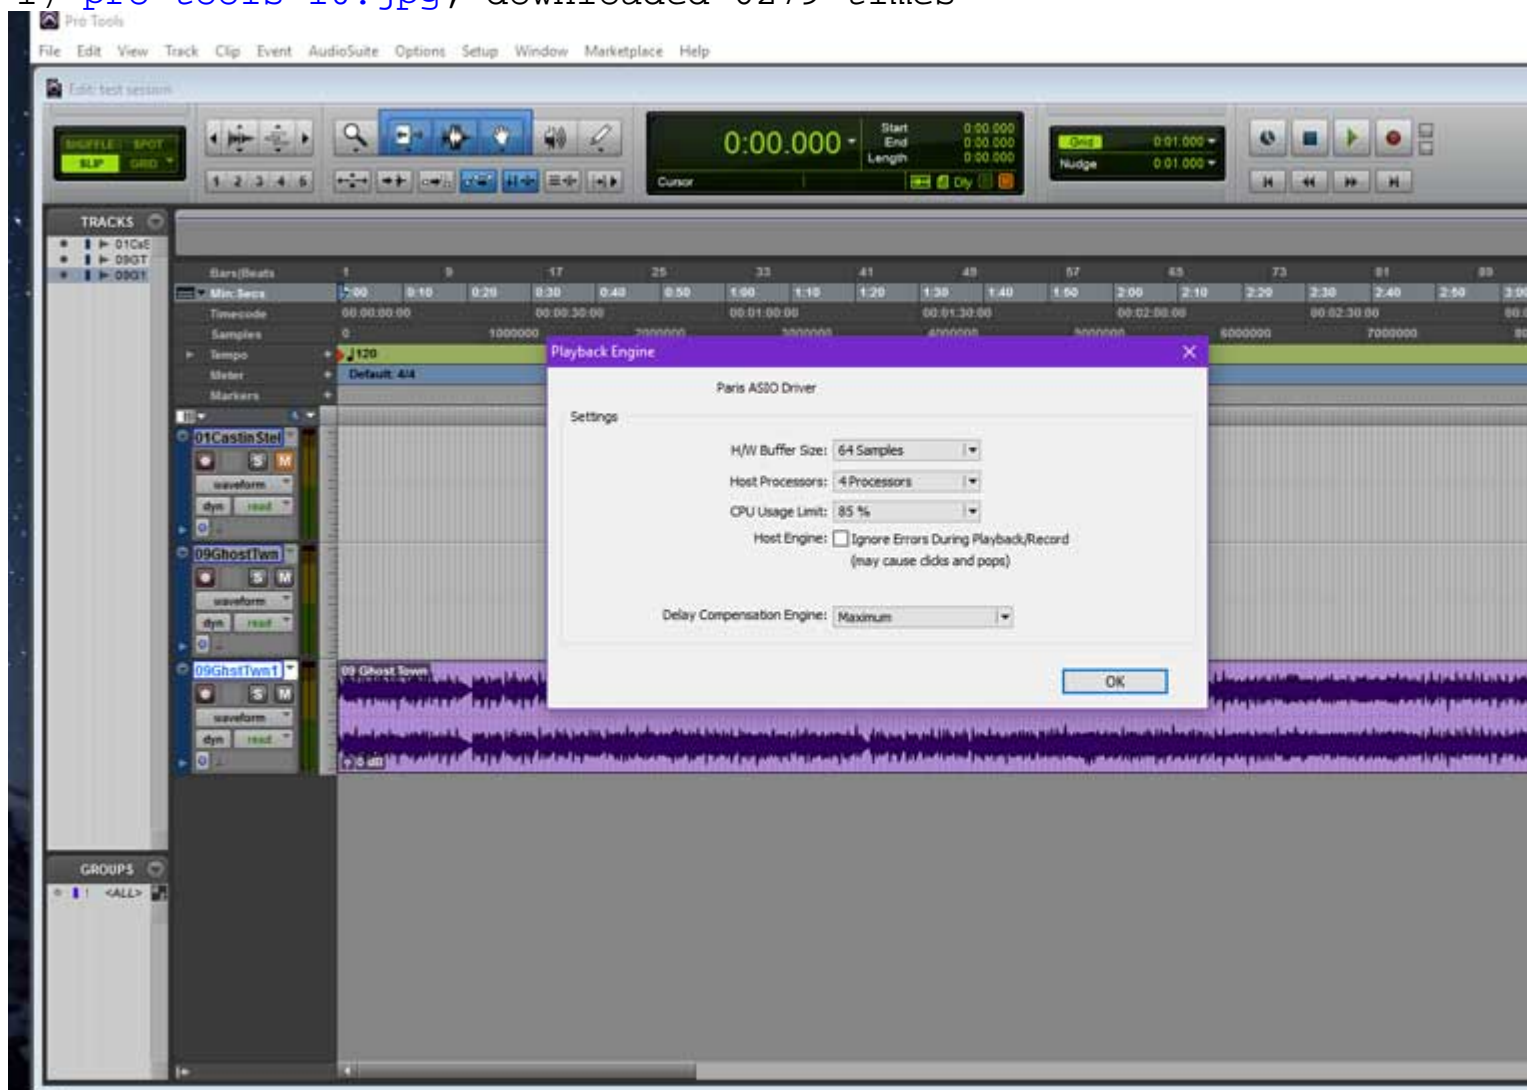 1) pro tools 10.jpg, downloaded 6279 times
Pro Tools
File Edit View Track Clip Event AudioSuite Options Setup Window Marketplace Help
Edit: test session
SHUFFLE SPOT
SLIP GRID
1 2 3 4 5
0:00.000
Start 0:00.000
End 0:00.000
Length 0:00.000
Cursor
Dly
Grid 0:01.000
Nudge 0:01.000
TRACKS
01CsS
09GT
09GT
Bars|Beats 1 9 17 25 33 41 49 57 65 73 81 89
Min:Secs 0:00 0:10 0:20 0:30 0:40 0:50 1:00 1:10 1:20 1:30 1:40 1:50 2:00 2:10 2:20 2:30 2:40 2:50 3:00
Timecode 00:00:00:00 00:00:30:00 00:01:00:00 00:01:30:00 00:02:00:00 00:02:30:00
Samples 0 1000000 2000000 3000000 4000000 5000000 6000000 7000000
Tempo 120
Meter Default: 4/4
Markers
Playback Engine
Paris ASIO Driver
Settings
H/W Buffer Size: 64 Samples
Host Processors: 4 Processors
CPU Usage Limit: 85 %
Host Engine: Ignore Errors During Playback/Record
(may cause clicks and pops)
Delay Compensation Engine: Maximum
OK
01CastinStel
S M
waveform
dyn read
09GhostTwn
S M
waveform
dyn read
09GhstTwn1
S M
waveform
dyn read
09 Ghost Town
0 dB
GROUPS
! <ALL>